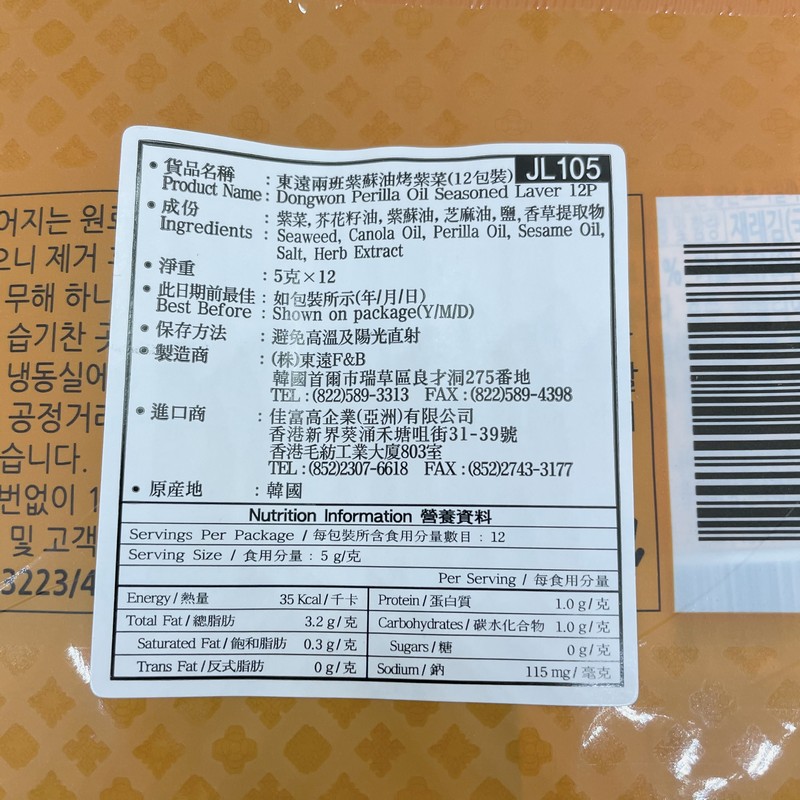 JL105
• 貨品名稱 : 東遠兩班紫蘇油烤紫菜(12包裝)
Product Name : Dongwon Perilla Oil Seasoned Laver 12P
• 成份 : 紫菜, 芥花籽油, 紫蘇油, 芝麻油, 鹽, 香草提取物
Ingredients : Seaweed, Canola Oil, Perilla Oil, Sesame Oil,
Salt, Herb Extract
• 淨重 : 5克×12
• 此日期前最佳 : 如包裝所示(年/月/日)
Best Before : Shown on package(Y/M/D)
• 保存方法 : 避免高溫及陽光直射
• 製造商 : (株)東遠F&B
韓國首爾市瑞草區良才洞275番地
TEL :(822)589-3313 FAX :(822)589-4398
• 進口商 : 佳富高企業(亞洲)有限公司
香港新界葵涌禾塘咀街31-39號
香港毛紡工業大廈803室
TEL :(852)2307-6618 FAX :(852)2743-3177
• 原產地 : 韓國
Nutrition Information 營養資料
Servings Per Package / 每包裝所含食用分量數目 : 12
Serving Size / 食用分量 : 5 g/克
Per Serving / 每食用分量
Energy / 熱量 35 Kcal / 千卡
Total Fat / 總脂肪 3.2 g / 克
Saturated Fat / 飽和脂肪 0.3 g / 克
Trans Fat / 反式脂肪 0 g / 克
Protein / 蛋白質 1.0 g / 克
Carbohydrates / 碳水化合物 1.0 g / 克
Sugars / 糖 0 g / 克
Sodium / 鈉 115 mg / 毫克
어지는 원료
으니 제거
무해 하니
습기찬 곳
냉동실에
공정거래
습니다.
번없이 1
및 고객
3223/4
재래김